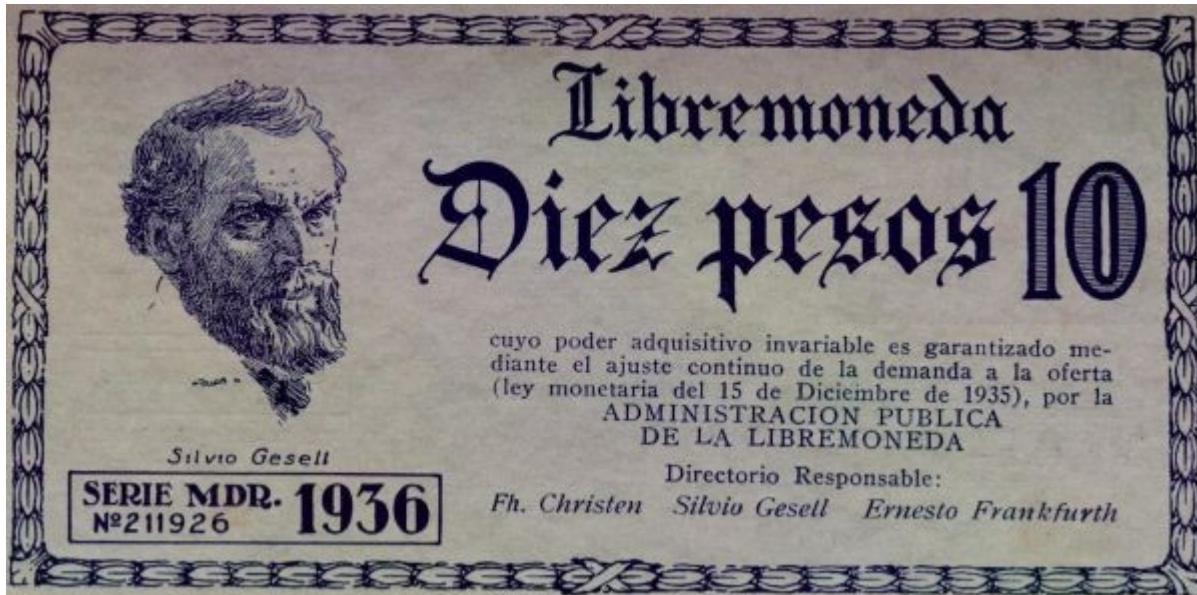 Libremoneda
Diez pesos 10
cuyo poder adquisitivo invariable es garantizado me-
diante el ajuste continuo de la demanda a la oferta
(ley monetaria del 15 de Diciembre de 1935), por la
ADMINISTRACION PUBLICA
DE LA LIBREMONEDA
Directorio Responsable:
Fh. Christen Silvio Gesell Ernesto Frankfurth
Silvio Gesell
SERIE MDR. 1936
Nº211926